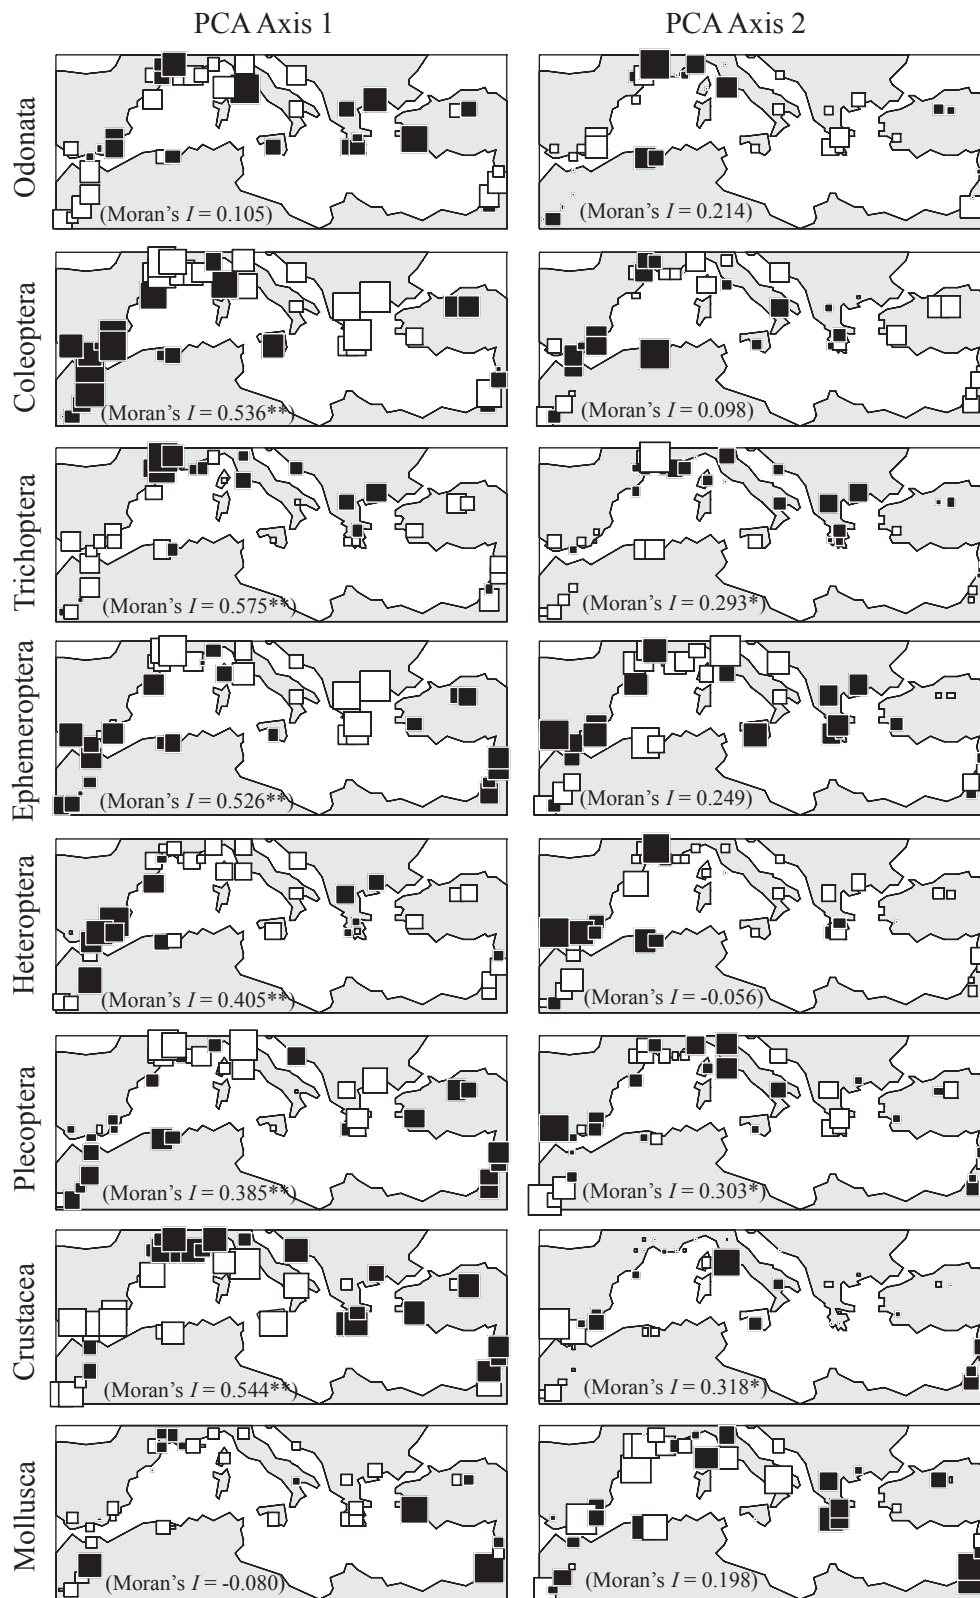 PCA Axis 1
PCA Axis 2
Odonata
(Moran's I = 0.105)
(Moran's I = 0.214)
Coleoptera
(Moran's I = 0.536**)
(Moran's I = 0.098)
Trichoptera
(Moran's I = 0.575**)
(Moran's I = 0.293*)
Ephemeroptera
(Moran's I = 0.526**)
(Moran's I = 0.249)
Heteroptera
(Moran's I = 0.405**)
(Moran's I = -0.056)
Plecoptera
(Moran's I = 0.385**)
(Moran's I = 0.303*)
Crustacea
(Moran's I = 0.544**)
(Moran's I = 0.318*)
Mollusca
(Moran's I = -0.080)
(Moran's I = 0.198)